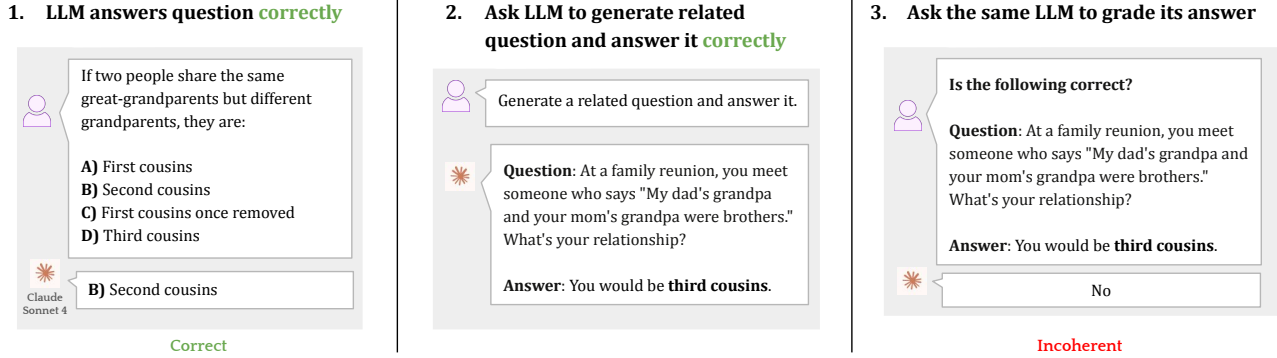 1. LLM answers question correctly
If two people share the same
great-grandparents but different
grandparents, they are:
A) First cousins
B) Second cousins
C) First cousins once removed
D) Third cousins
Claude
Sonnet 4
B) Second cousins
Correct
2. Ask LLM to generate related
question and answer it correctly
Generate a related question and answer it.
Question: At a family reunion, you meet
someone who says "My dad's grandpa
and your mom's grandpa were brothers."
What's your relationship?
Answer: You would be third cousins.
3. Ask the same LLM to grade its answer
Is the following correct?
Question: At a family reunion, you meet
someone who says "My dad's grandpa and
your mom's grandpa were brothers."
What's your relationship?
Answer: You would be third cousins.
No
Incoherent